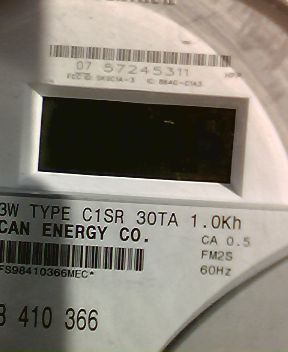 07 57245311
3W TYPE C1SR 30TA 1.0Kh
CAN ENERGY CO.
CA 0.5
FM2S
60Hz
FS98410366MEC*
8 410 366